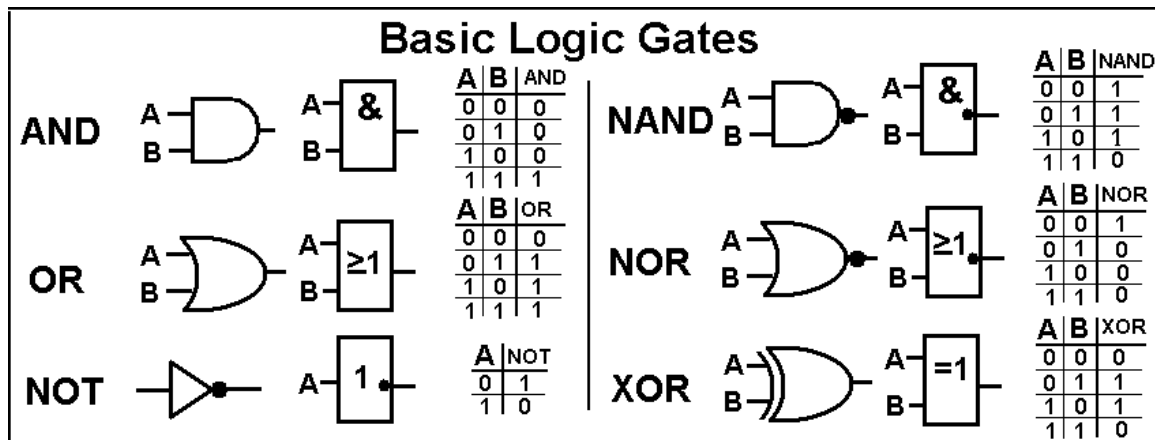 Basic Logic Gates
AND
A
B
A
B
&
A B AND
0 0 0
0 1 0
1 0 0
1 1 1
OR
A
B
A
B
≥1
A B OR
0 0 0
0 1 1
1 0 1
1 1 1
NOT
A
1
A NOT
0 1
1 0
NAND
A
B
A
B
&
A B NAND
0 0 1
0 1 1
1 0 1
1 1 0
NOR
A
B
A
B
≥1
A B NOR
0 0 1
0 1 0
1 0 0
1 1 0
XOR
A
B
A
B
=1
A B XOR
0 0 0
0 1 1
1 0 1
1 1 0